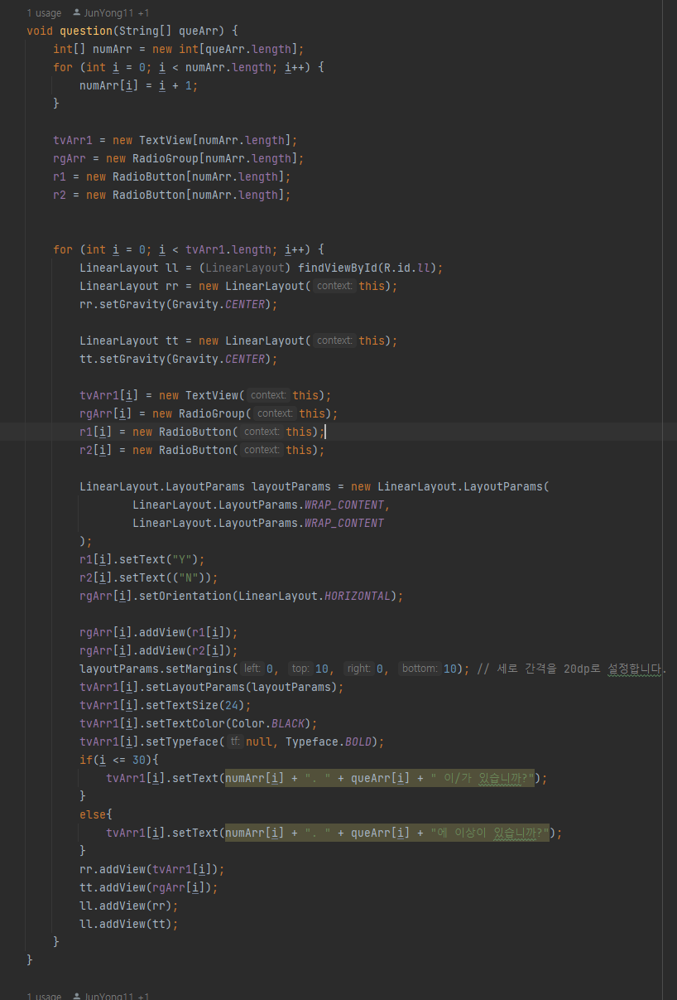 1 usage JunYong11 +1
void question(String[] queArr) {
int[] numArr = new int[queArr.length];
for (int i = 0; i < numArr.length; i++) {
numArr[i] = i + 1;
}
tvArr1 = new TextView[numArr.length];
rgArr = new RadioGroup[numArr.length];
r1 = new RadioButton[numArr.length];
r2 = new RadioButton[numArr.length];
for (int i = 0; i < tvArr1.length; i++) {
LinearLayout ll = (LinearLayout) findViewById(R.id.ll);
LinearLayout rr = new LinearLayout( context: this);
rr.setGravity(Gravity.CENTER);
LinearLayout tt = new LinearLayout( context: this);
tt.setGravity(Gravity.CENTER);
tvArr1[i] = new TextView( context: this);
rgArr[i] = new RadioGroup( context: this);
r1[i] = new RadioButton( context: this);
r2[i] = new RadioButton( context: this);
LinearLayout.LayoutParams layoutParams = new LinearLayout.LayoutParams(
LinearLayout.LayoutParams.WRAP_CONTENT,
LinearLayout.LayoutParams.WRAP_CONTENT
);
r1[i].setText("Y");
r2[i].setText(("N"));
rgArr[i].setOrientation(LinearLayout.HORIZONTAL);
rgArr[i].addView(r1[i]);
rgArr[i].addView(r2[i]);
layoutParams.setMargins( left: 0, top: 10, right: 0, bottom: 10); // 세로 간격을 20dp로 설정합니다.
tvArr1[i].setLayoutParams(layoutParams);
tvArr1[i].setTextSize(24);
tvArr1[i].setTextColor(Color.BLACK);
tvArr1[i].setTypeface( tf: null, Typeface.BOLD);
if(i <= 30){
tvArr1[i].setText(numArr[i] + ". " + queArr[i] + " 이/가 있습니까?");
}
else{
tvArr1[i].setText(numArr[i] + ". " + queArr[i] + "에 이상이 있습니까?");
}
rr.addView(tvArr1[i]);
tt.addView(rgArr[i]);
ll.addView(rr);
ll.addView(tt);
}
}
1 usage JunYong11 +1